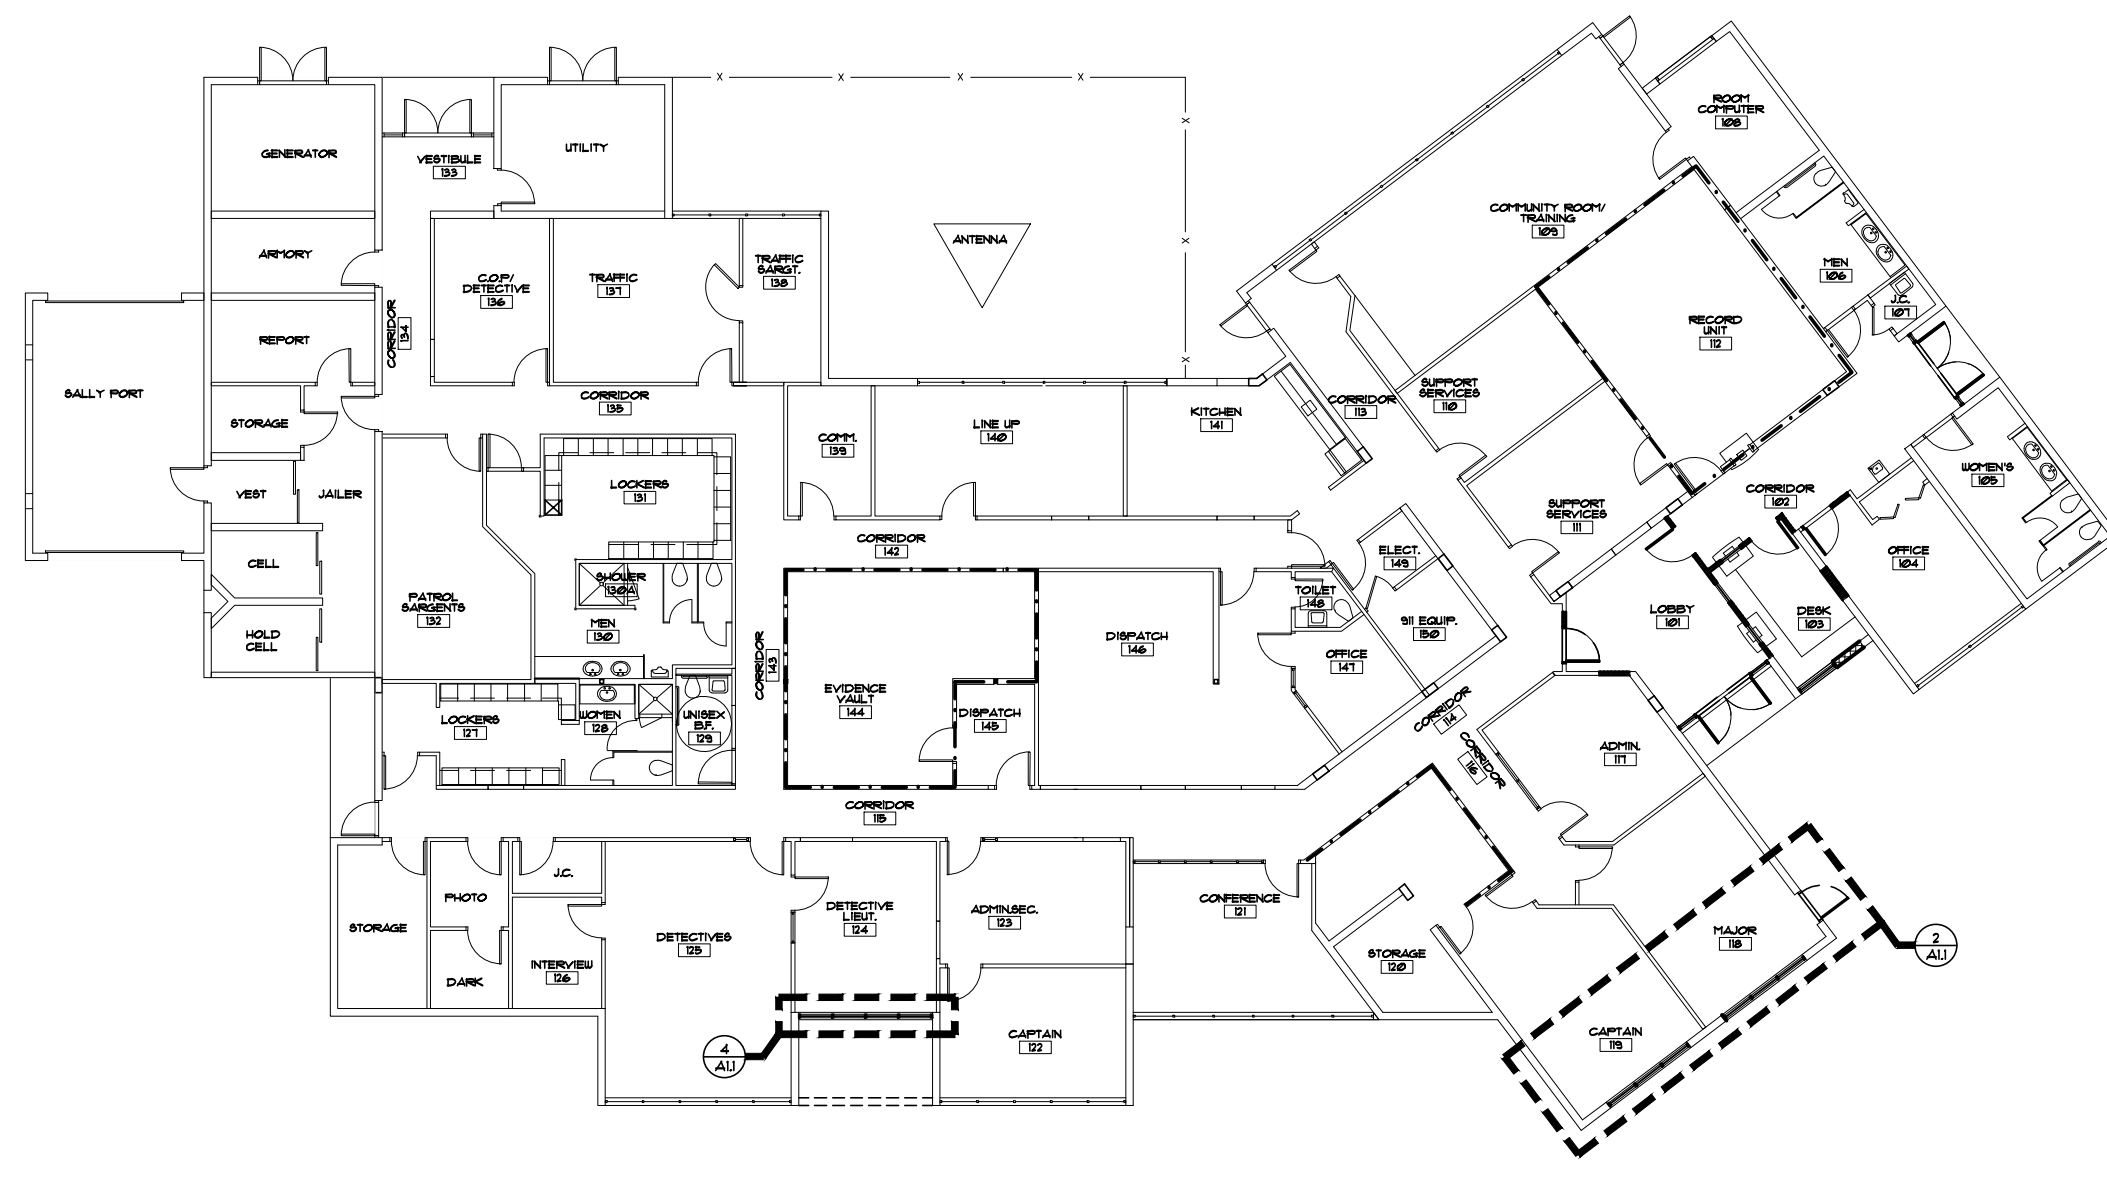 GENERATOR
VESTIBULE
133
UTILITY
ARMORY
C.O.P/
DETECTIVE
136
TRAFFIC
137
TRAFFIC
SARGT.
138
ANTENNA
X
X
X
X
X
X
X
ROOM
COMPUTER
108
COMMUNITY ROOM/
TRAINING
109
MEN
106
J.C.
107
RECORD
UNIT
112
CORRIDOR
134
REPORT
SALLY PORT
STORAGE
CORRIDOR
135
COMM.
139
LINE UP
140
KITCHEN
141
CORRIDOR
113
SUPPORT
SERVICES
110
SUPPORT
SERVICES
111
CORRIDOR
102
WOMEN'S
105
VEST
JAILER
LOCKERS
131
CORRIDOR
142
ELECT.
149
OFFICE
104
CELL
HOLD
CELL
PATROL
SARGENTS
132
SHOWER
130A
MEN
130
CORRIDOR
143
DISPATCH
146
TOILET
148
911 EQUIP.
150
OFFICE
147
LOBBY
101
DESK
103
EVIDENCE
VAULT
144
DISPATCH
145
LOCKERS
127
WOMEN
128
UNISEX
B.F.
129
CORRIDOR
114
CORRIDOR
116
ADMIN.
117
CORRIDOR
115
STORAGE
PHOTO
DARK
J.C.
INTERVIEW
126
DETECTIVES
125
DETECTIVE
LIEUT.
124
ADMIN.SEC.
123
CONFERENCE
121
STORAGE
120
MAJOR
118
2
A1.1
CAPTAIN
122
CAPTAIN
119
4
A1.1